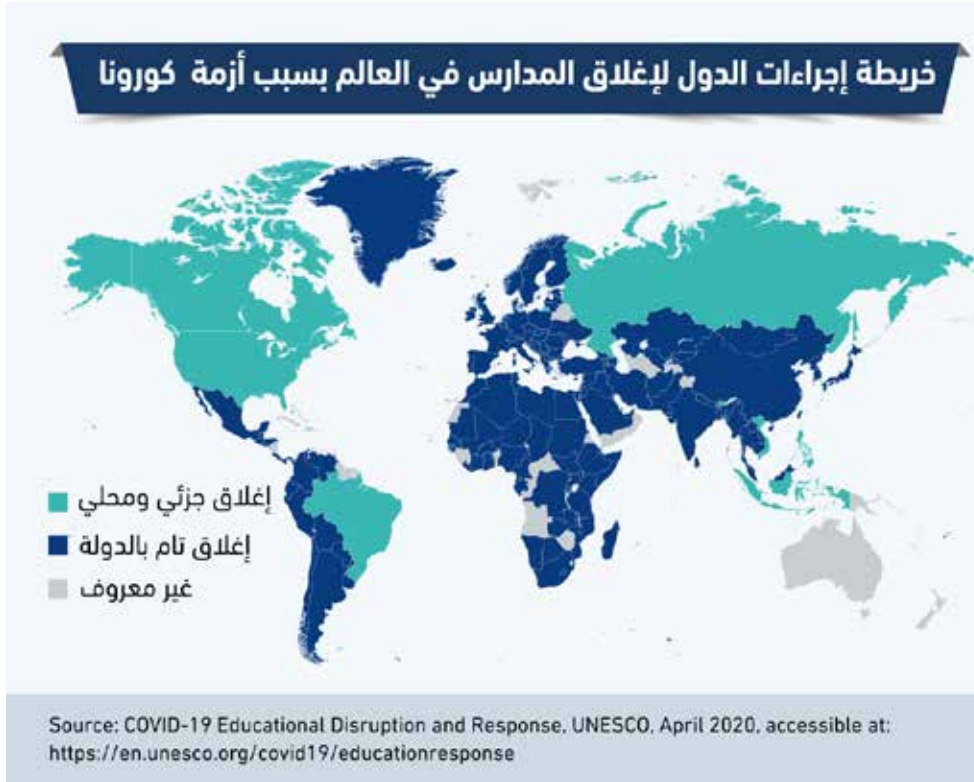 خريطة إجراءات الدول لإغلاق المدارس في العالم بسبب أزمة كورونا
إغلاق جزئي ومحلي
إغلاق تام بالدولة
غير معروف
Source: COVID-19 Educational Disruption and Response, UNESCO, April 2020, accessible at:
https://en.unesco.org/covid19/educationresponse